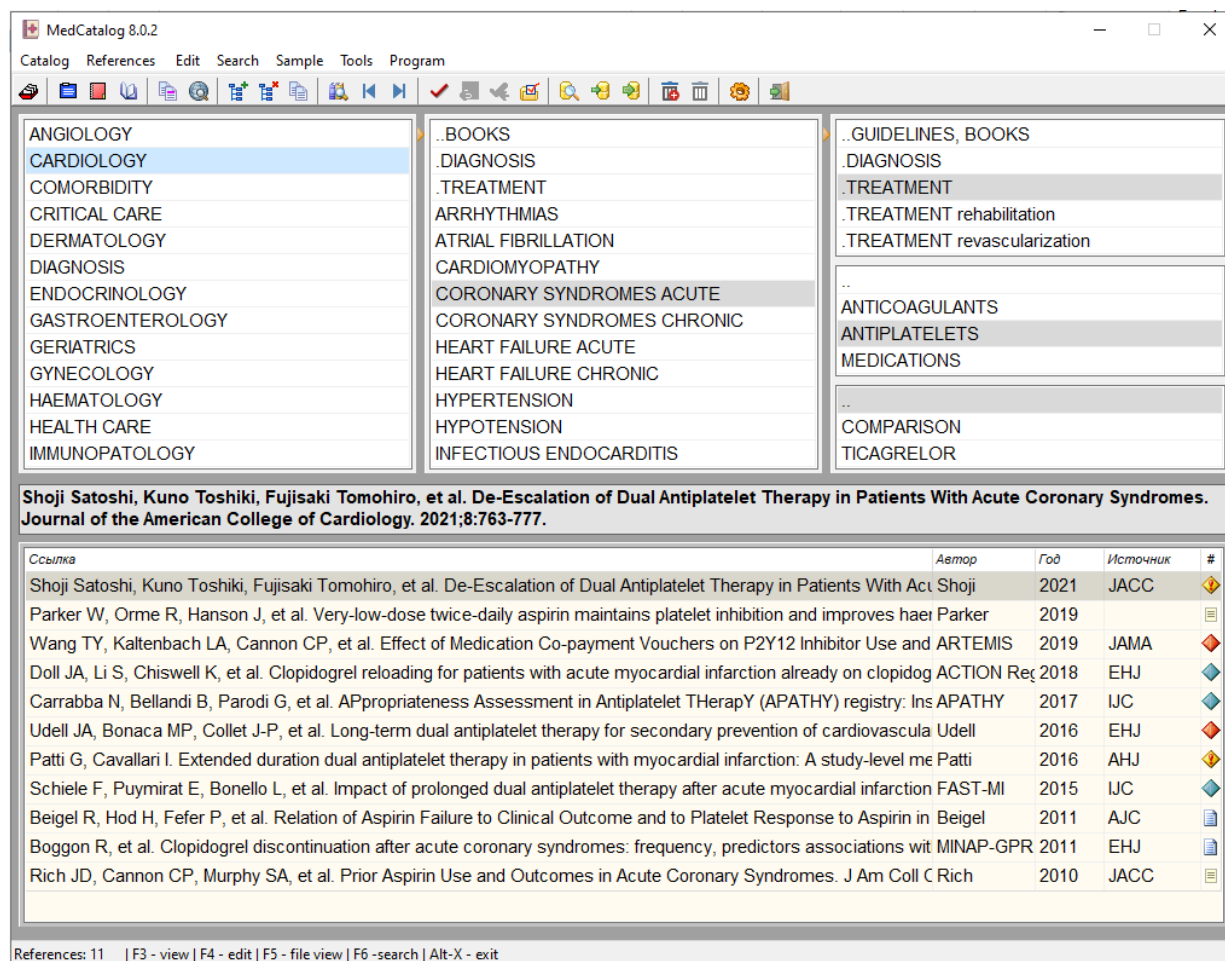 MedCatalog 8.0.2
Catalog References Edit Search Sample Tools Program
ANGIOLOGY
CARDIOLOGY
COMORBIDITY
CRITICAL CARE
DERMATOLOGY
DIAGNOSIS
ENDOCRINOLOGY
GASTROENTEROLOGY
GERIATRICS
GYNECOLOGY
HAEMATOLOGY
HEALTH CARE
IMMUNOPATOLOGY
..BOOKS
.DIAGNOSIS
.TREATMENT
ARRHYTHMIAS
ATRIAL FIBRILLATION
CARDIOMYOPATHY
CORONARY SYNDROMES ACUTE
CORONARY SYNDROMES CHRONIC
HEART FAILURE ACUTE
HEART FAILURE CHRONIC
HYPERTENSION
HYPOTENSION
INFECTIOUS ENDOCARDITIS
..GUIDELINES, BOOKS
.DIAGNOSIS
.TREATMENT
.TREATMENT rehabilitation
.TREATMENT revascularization
..
ANTICOAGULANTS
ANTIPLATELETS
MEDICATIONS
..
COMPARISON
TICAGRELOR
Shoji Satoshi, Kuno Toshiki, Fujisaki Tomohiro, et al. De-Escalation of Dual Antiplatelet Therapy in Patients With Acute Coronary Syndromes.
Journal of the American College of Cardiology. 2021;8:763-777.
Ссылка Автор Год Источник #
Shoji Satoshi, Kuno Toshiki, Fujisaki Tomohiro, et al. De-Escalation of Dual Antiplatelet Therapy in Patients With Acu Shoji 2021 JACC
Parker W, Orme R, Hanson J, et al. Very-low-dose twice-daily aspirin maintains platelet inhibition and improves haer Parker 2019
Wang TY, Kaltenbach LA, Cannon CP, et al. Effect of Medication Co-payment Vouchers on P2Y12 Inhibitor Use and ARTEMIS 2019 JAMA
Doll JA, Li S, Chiswell K, et al. Clopidogrel reloading for patients with acute myocardial infarction already on clopidog ACTION Reg 2018 EHJ
Carrabba N, Bellandi B, Parodi G, et al. APpropriateness Assessment in Antiplatelet THerapY (APATHY) registry: Ins APATHY 2017 IJC
Udell JA, Bonaca MP, Collet J-P, et al. Long-term dual antiplatelet therapy for secondary prevention of cardiovascula Udell 2016 EHJ
Patti G, Cavallari I. Extended duration dual antiplatelet therapy in patients with myocardial infarction: A study-level me Patti 2016 AHJ
Schiele F, Puymirat E, Bonello L, et al. Impact of prolonged dual antiplatelet therapy after acute myocardial infarction FAST-MI 2015 IJC
Beigel R, Hod H, Fefer P, et al. Relation of Aspirin Failure to Clinical Outcome and to Platelet Response to Aspirin in Beigel 2011 AJC
Boggon R, et al. Clopidogrel discontinuation after acute coronary syndromes: frequency, predictors associations wit MINAP-GPR 2011 EHJ
Rich JD, Cannon CP, Murphy SA, et al. Prior Aspirin Use and Outcomes in Acute Coronary Syndromes. J Am Coll C Rich 2010 JACC
References: 11 | F3 - view | F4 - edit | F5 - file view | F6 -search | Alt-X - exit